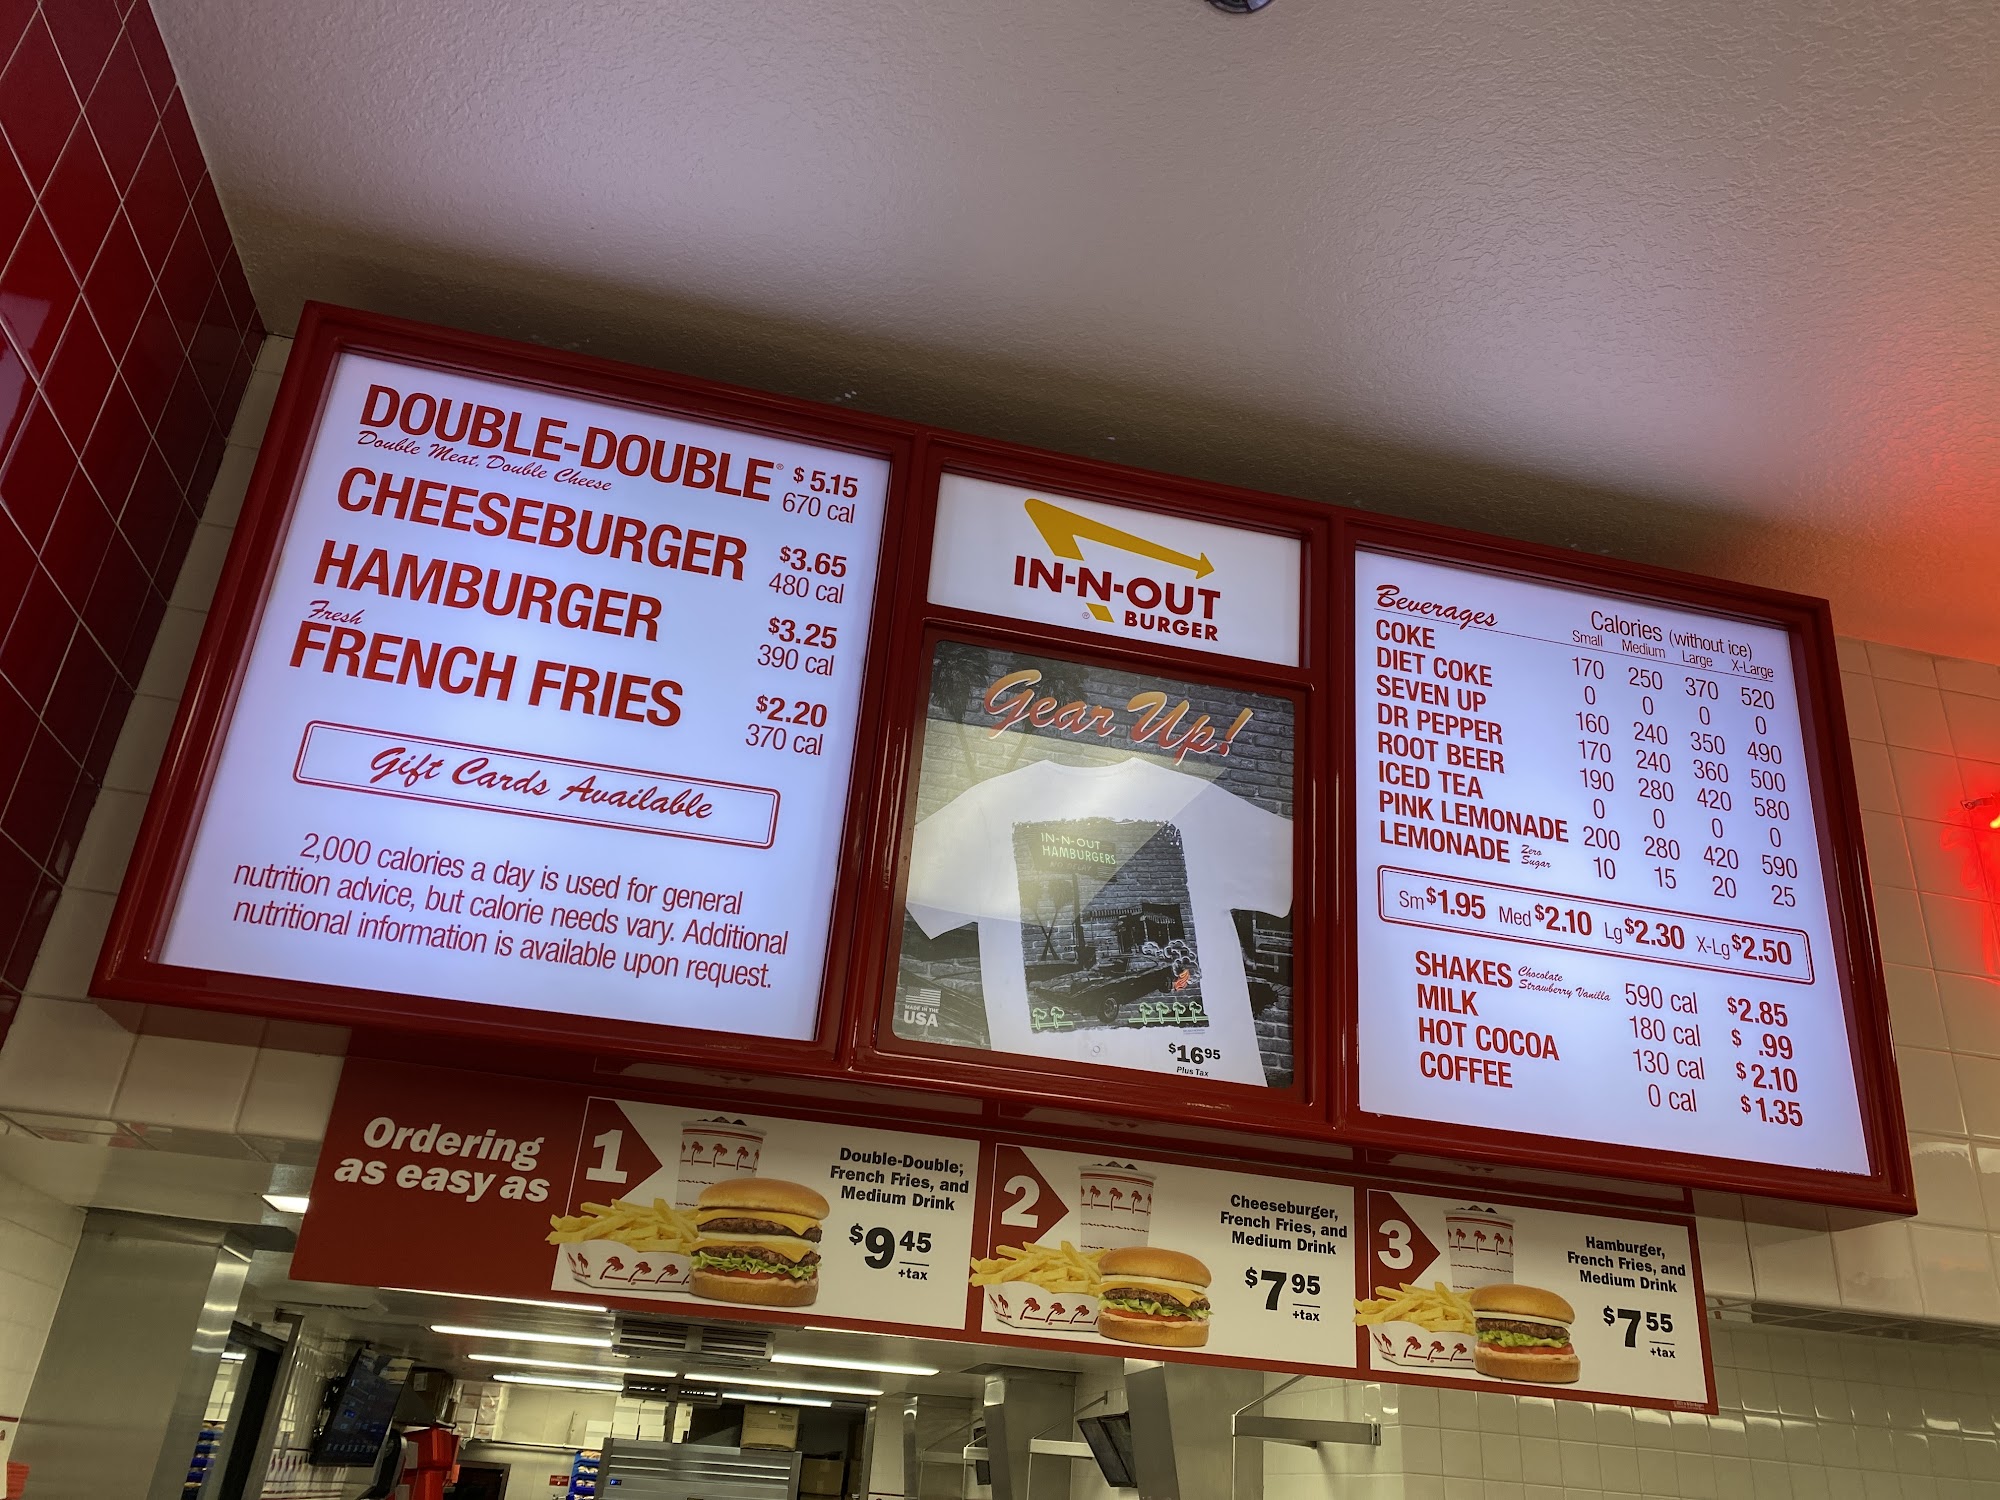 DOUBLE-DOUBLE® $5.15
Double Meat, Double Cheese 670 cal
CHEESEBURGER $3.65
480 cal
HAMBURGER $3.25
390 cal
Fresh
FRENCH FRIES $2.20
370 cal
Gift Cards Available
2,000 calories a day is used for general
nutrition advice, but calorie needs vary. Additional
nutritional information is available upon request.
IN-N-OUT
® BURGER
Gear Up!
IN-N-OUT
HAMBURGERS
MADE IN THE
USA
$1695
Plus Tax
Beverages Calories (without ice)
Small Medium Large X-Large
COKE 170 250 370 520
DIET COKE 0 0 0 0
SEVEN UP 160 240 350 490
DR PEPPER 170 240 360 500
ROOT BEER 190 280 420 580
ICED TEA 0 0 0 0
PINK LEMONADE 200 280 420 590
LEMONADE Zero Sugar 10 15 20 25
Sm $1.95 Med $2.10 Lg $2.30 X-Lg $2.50
SHAKES Chocolate Strawberry Vanilla 590 cal $2.85
MILK 180 cal $ .99
HOT COCOA 130 cal $2.10
COFFEE 0 cal $1.35
Ordering
as easy as
1
Double-Double,
French Fries, and
Medium Drink
$945
+tax
2
Cheeseburger,
French Fries, and
Medium Drink
$795
+tax
3
Hamburger,
French Fries, and
Medium Drink
$755
+tax